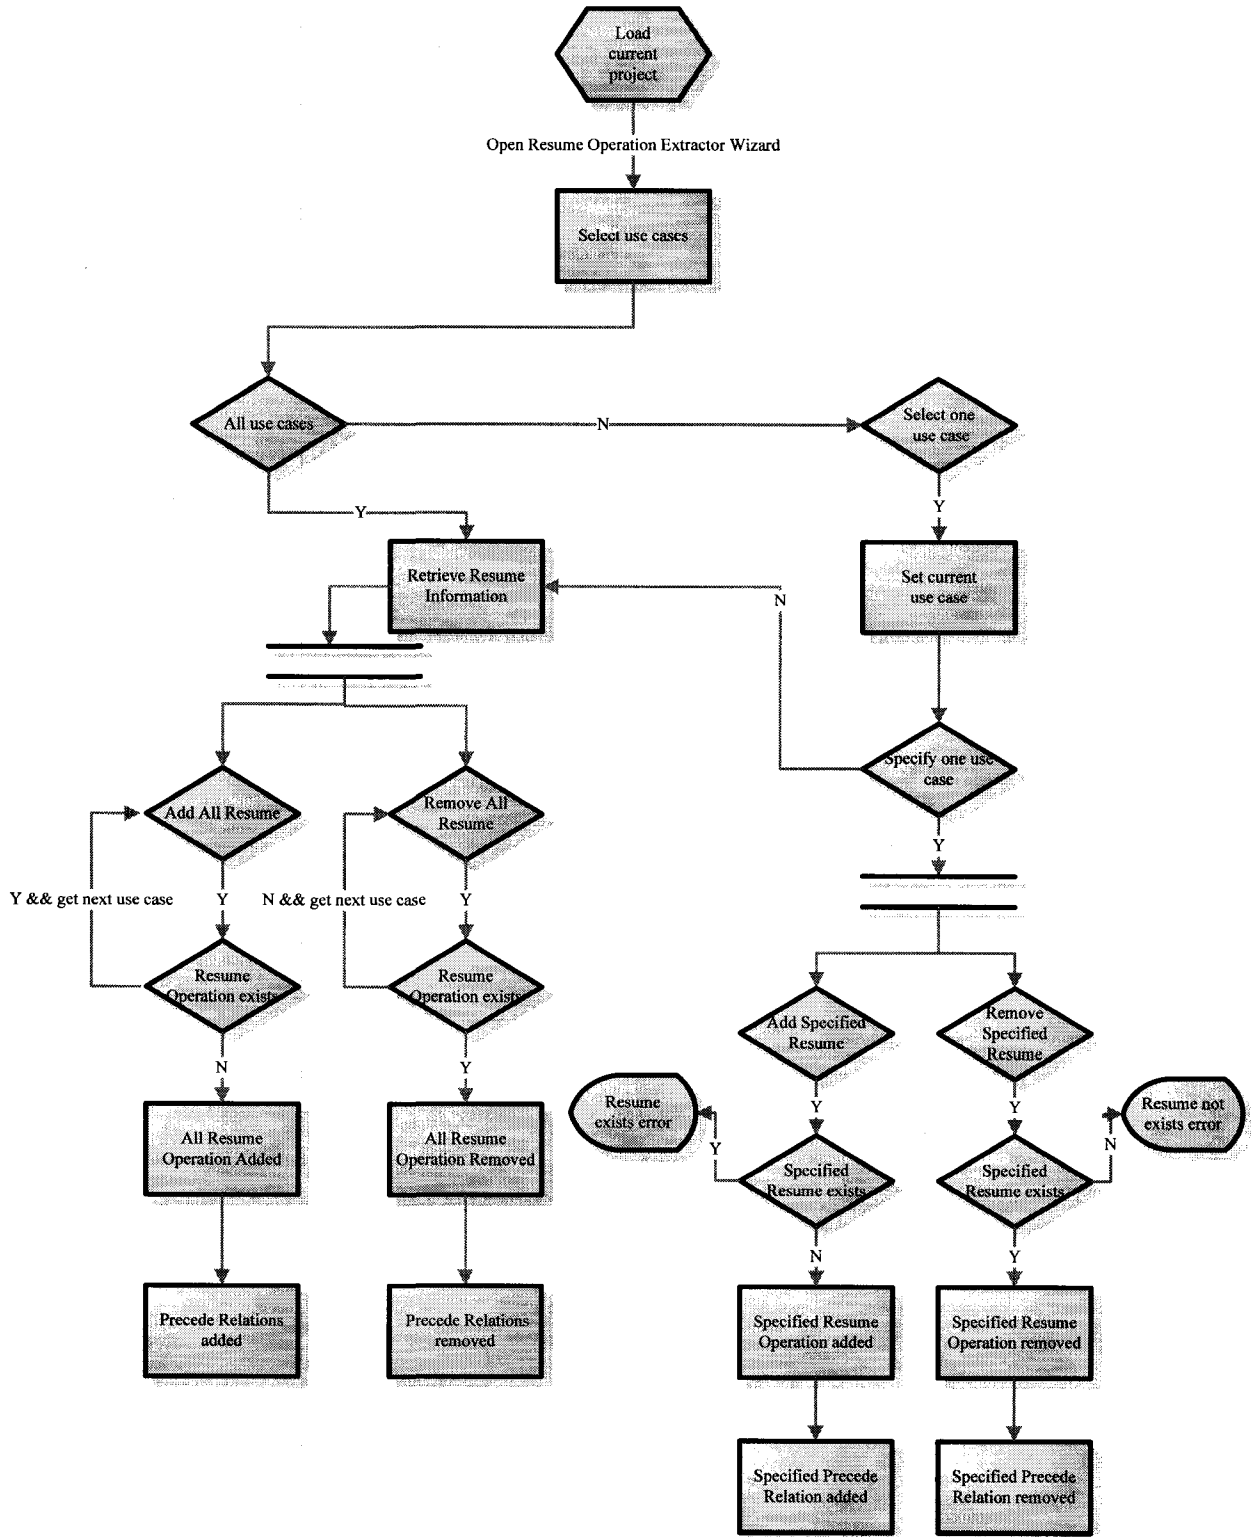 Load
current
project
Open Resume Operation Extractor Wizard
Select use cases
All use cases
N
Select one
use case
Y
Y
Retrieve Resume
Information
Set current
use case
N
Specify one use
case
Add All Resume
Remove All
Resume
Y
Y && get next use case
Y
N && get next use case
Y
Resume
Operation exists
Resume
Operation exists
Add Specified
Resume
Remove
Specified
Resume
N
Y
Resume
exists error
Y
Y
Resume not
exists error
All Resume
Operation Added
All Resume
Operation Removed
Y
Specified
Resume exists
Specified
Resume exists
N
N
Y
Precede Relations
added
Precede Relations
removed
Specified Resume
Operation added
Specified Resume
Operation removed
Specified Precede
Relation added
Specified Precede
Relation removed